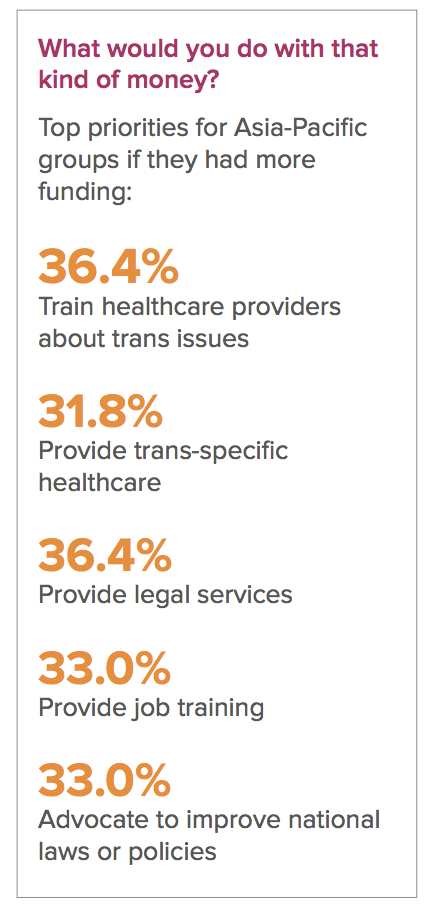 What would you do with that
kind of money?
Top priorities for Asia-Pacific
groups if they had more
funding:
36.4%
Train healthcare providers
about trans issues
31.8%
Provide trans-specific
healthcare
36.4%
Provide legal services
33.0%
Provide job training
33.0%
Advocate to improve national
laws or policies